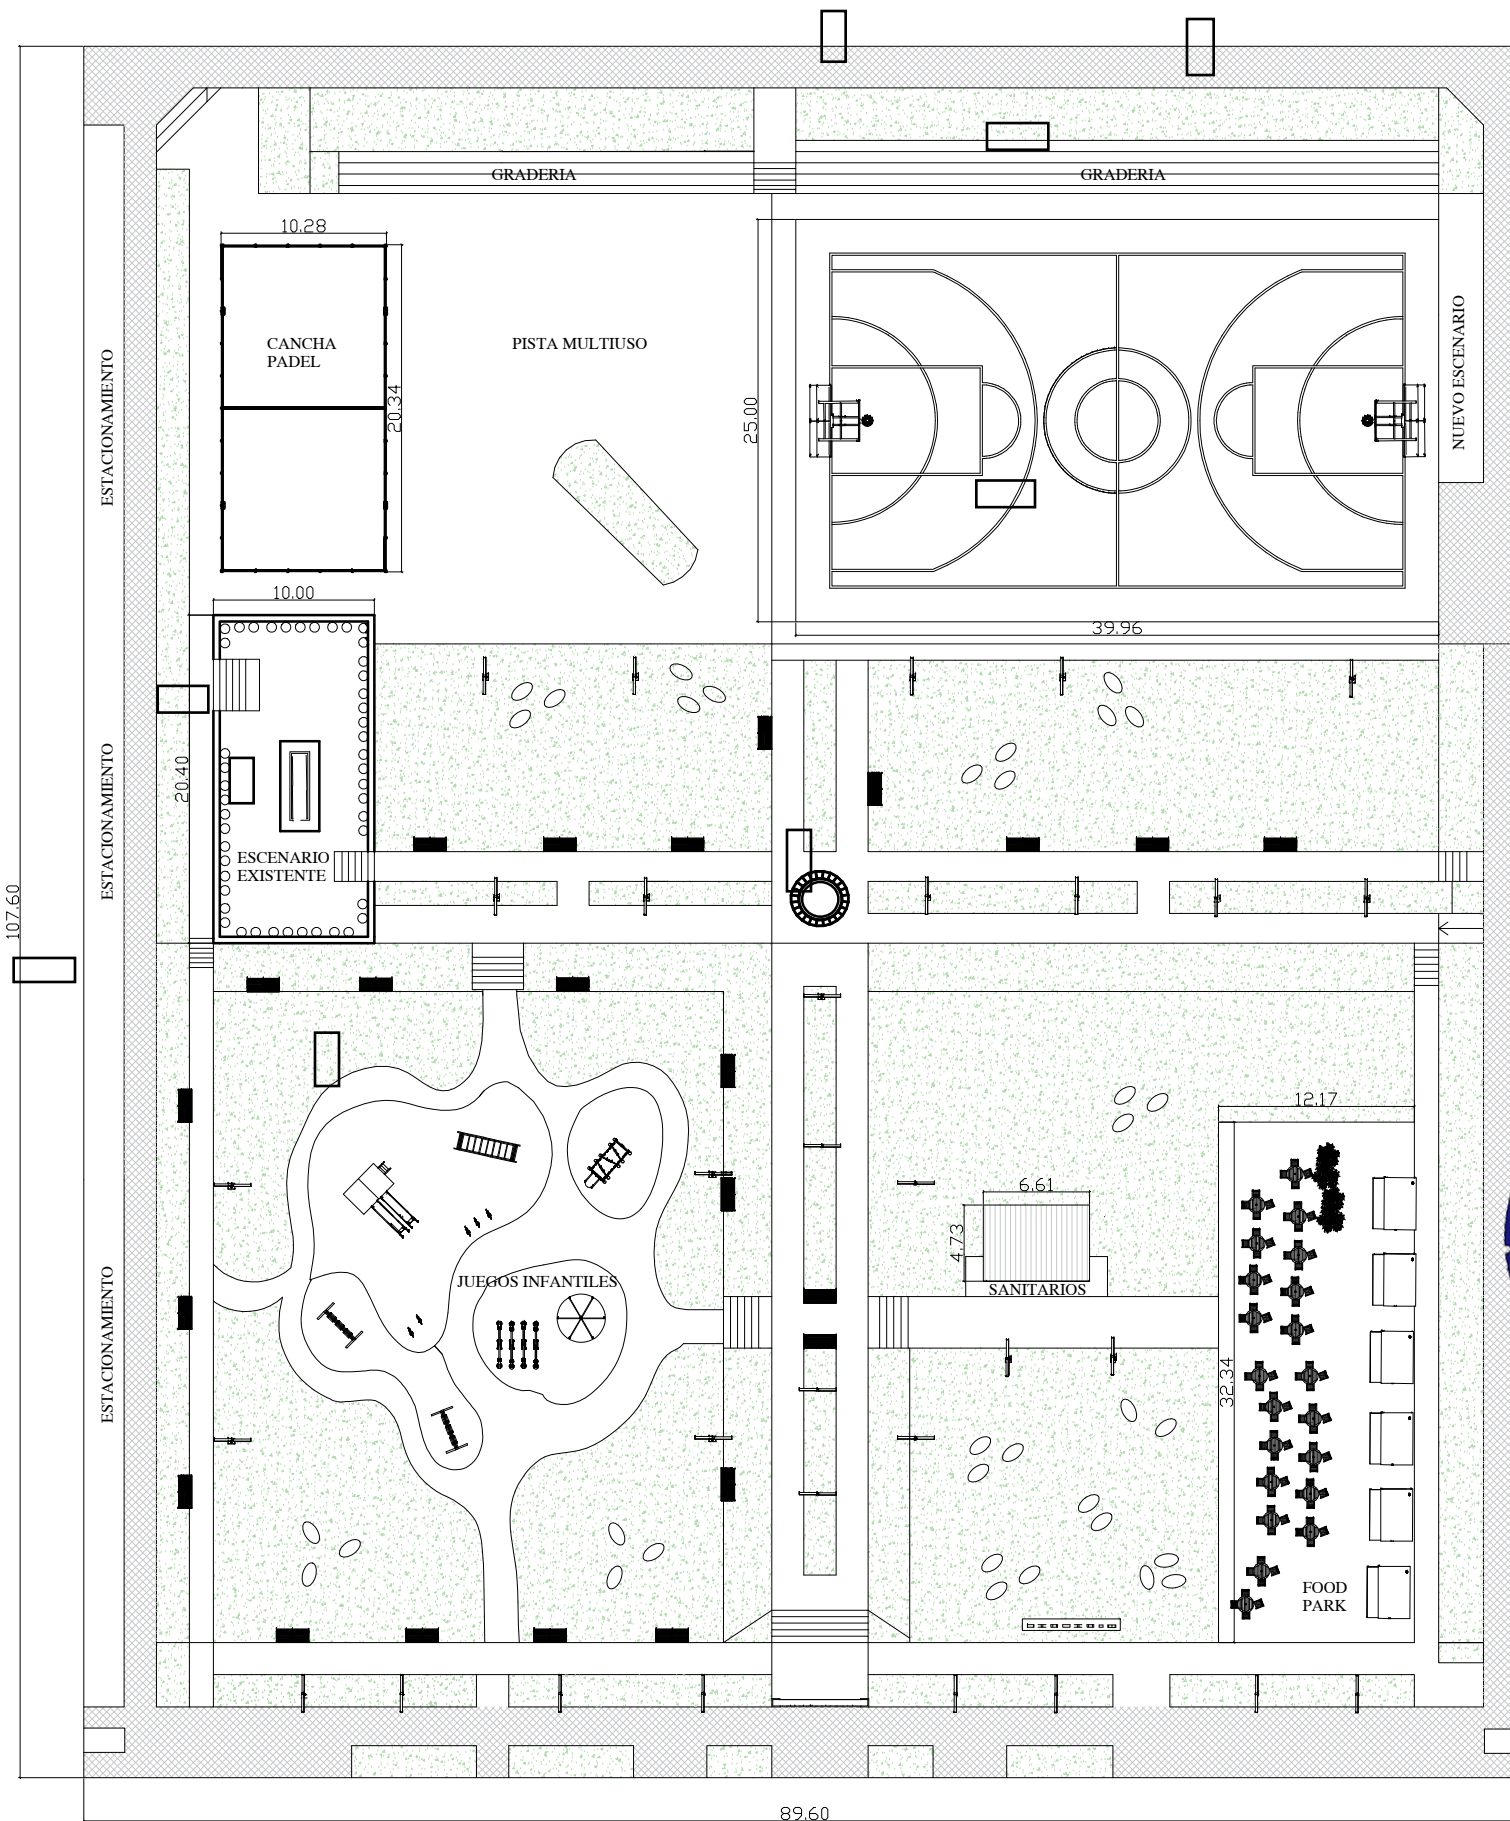 GRADERIA
GRADERIA
10.28
CANCHA
PADEL
20.34
PISTA MULTIUSO
25.00
39.96
NUEVO ESCENARIO
ESTACIONAMIENTO
10.00
20.40
ESCENARIO
EXISTENTE
ESTACIONAMIENTO
107.60
12.17
6.61
4.73
SANITARIOS
JUEGOS INFANTILES
ESTACIONAMIENTO
32.34
FOOD
PARK
89.60